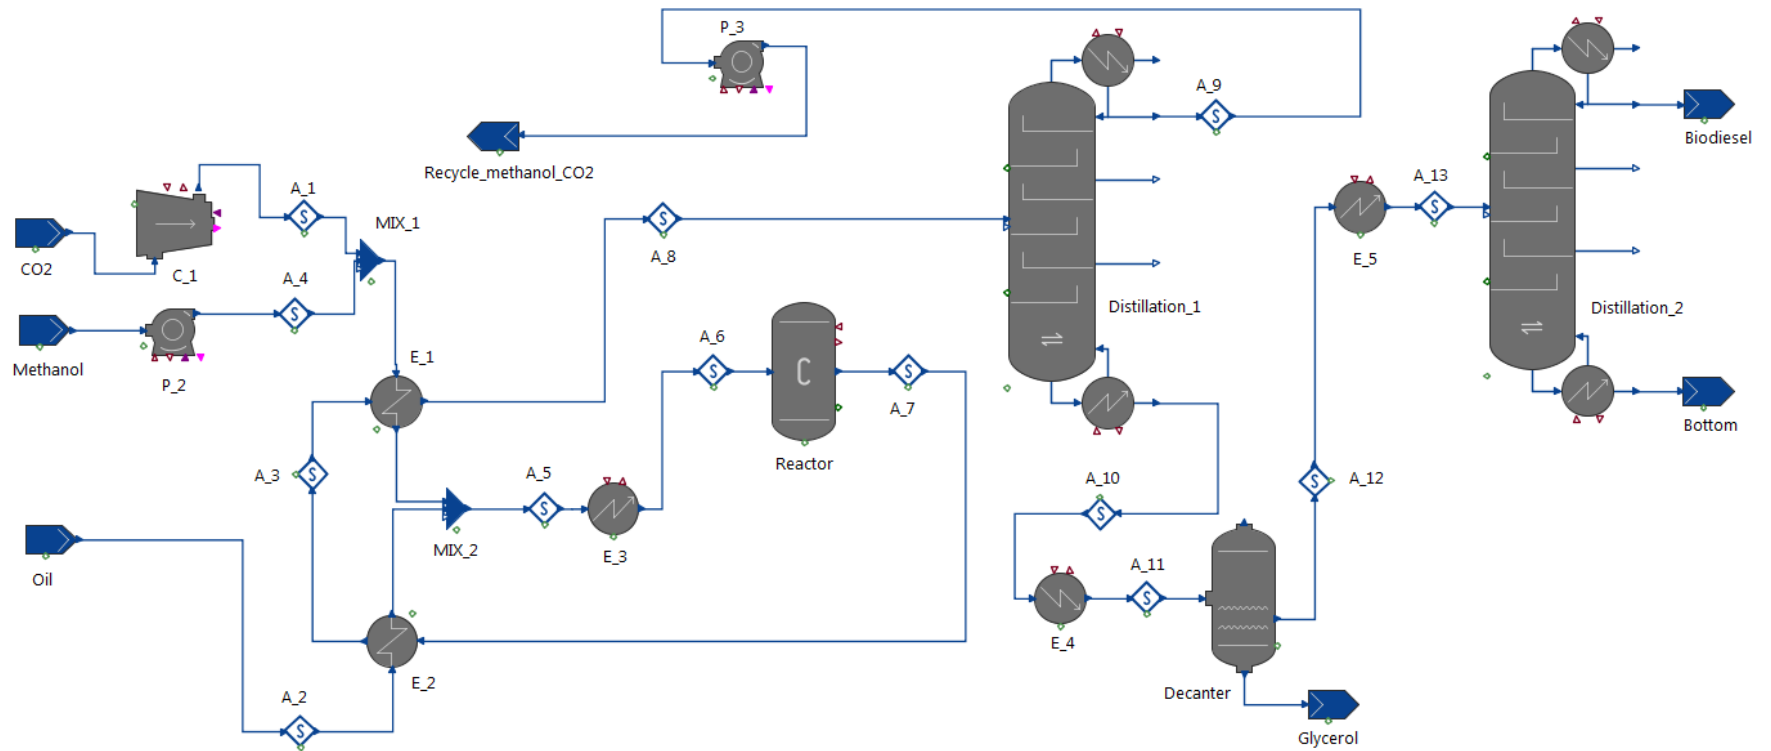 P_3
A_9
Biodiesel
Recycle_methanol_CO2
A_13
A_1
S
S
S
MIX_1
S
CO2
C_1
A_4
A_8
E_5
S
Distillation_1
Distillation_2
Methanol
P_2
E_1
A_6
C
S
S
A_7
Bottom
Reactor
A_3
S
A_5
A_10
A_12
S
S
S
MIX_2
E_3
Oil
A_11
S
E_4
E_2
A_2
Decanter
S
Glycerol